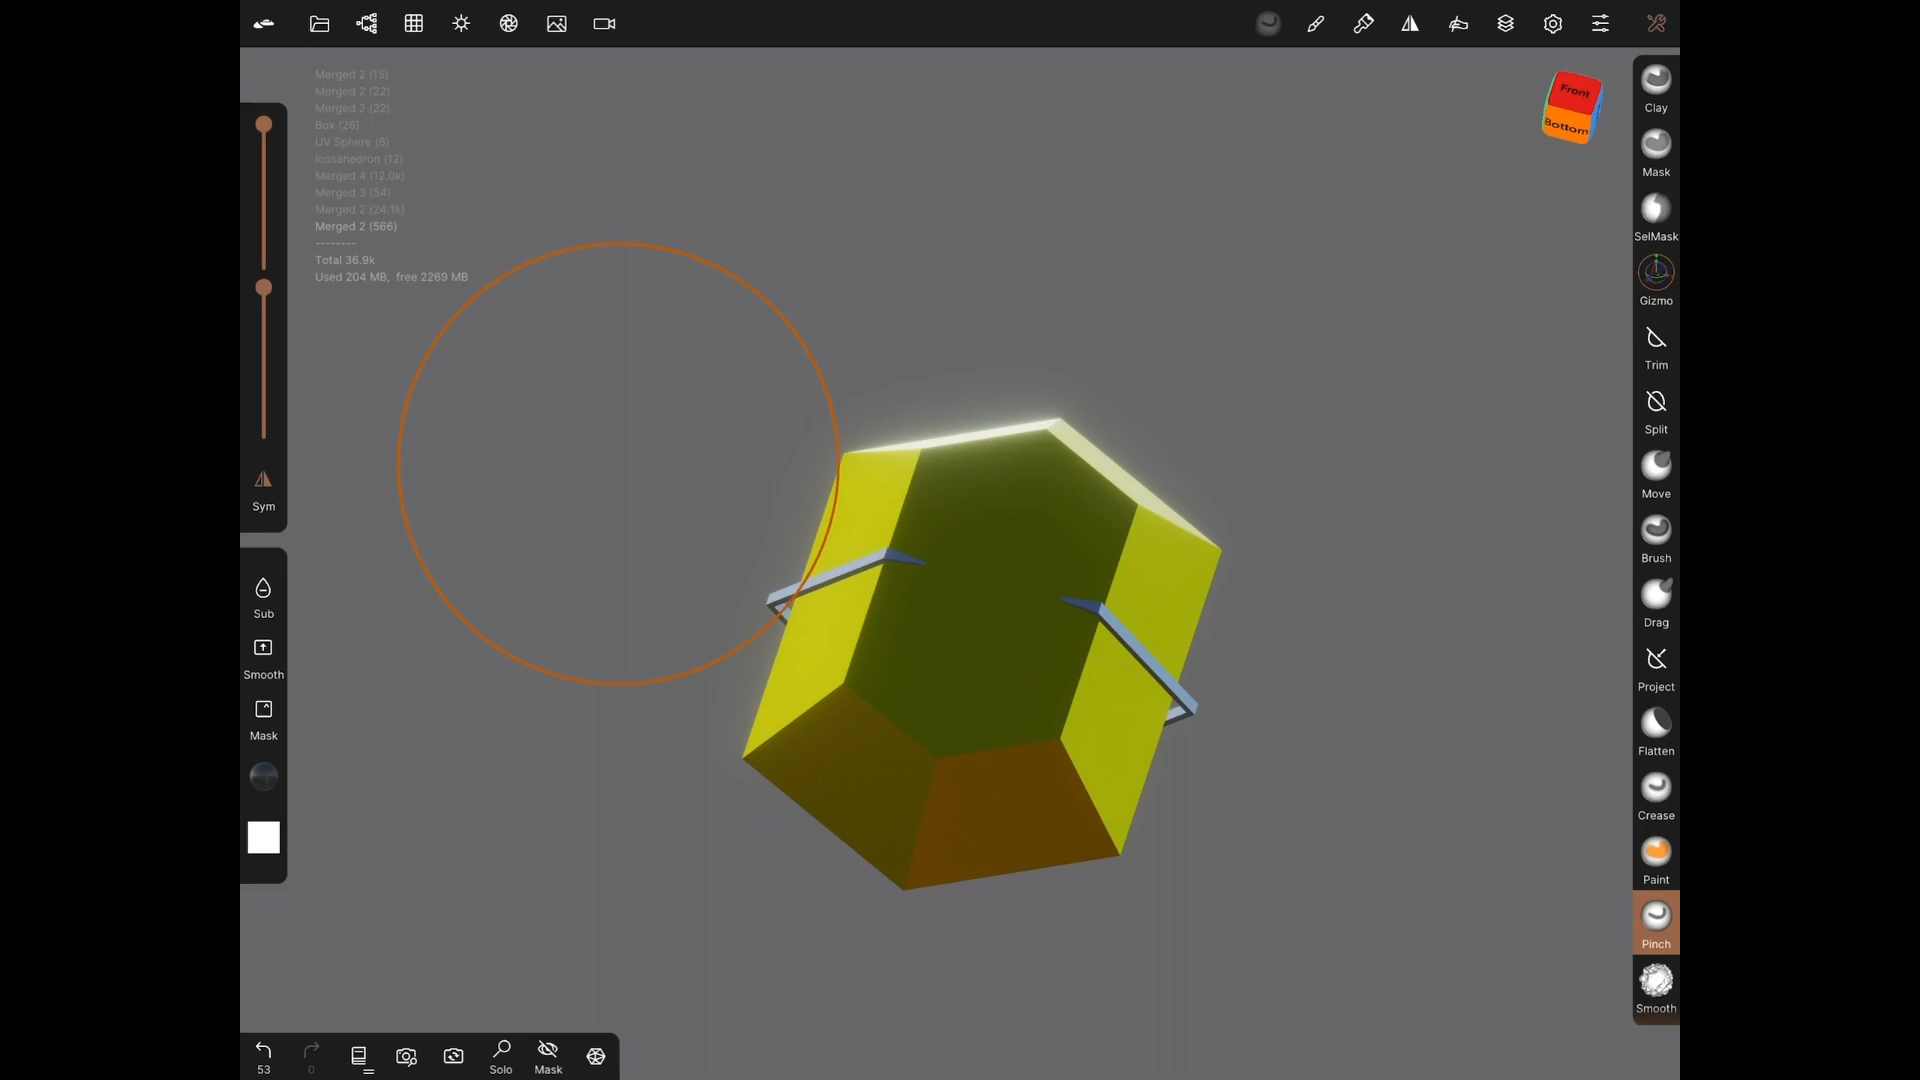 Merged 2 (15)
Merged 2 (22)
Merged 2 (22)
Box (26)
UV Sphere (6)
Icosahedron (12)
Merged 4 (12.0k)
Merged 3 (54)
Merged 2 (24.1k)
Merged 2 (566)
--------
Total 36.9k
Used 204 MB, free 2269 MB
Front
Bottom
Sym
Sub
Smooth
Mask
Clay
Mask
SelMask
Gizmo
Trim
Split
Move
Brush
Drag
Project
Flatten
Crease
Paint
Pinch
Smooth
53
0
Solo
Mask